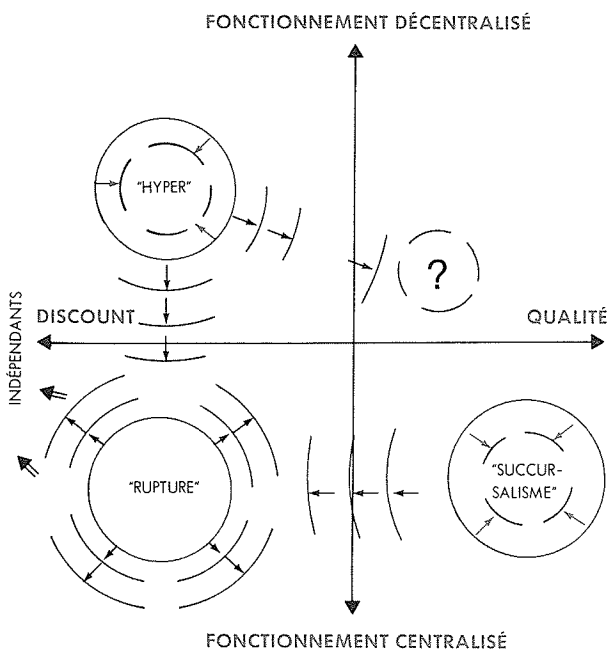 FONCTIONNEMENT DÉCENTRALISÉ
"HYPER"
?
INDÉPENDANTS
DISCOUNT
QUALITÉ
"RUPTURE"
"SUCCUR-
SALISME"
FONCTIONNEMENT CENTRALISÉ